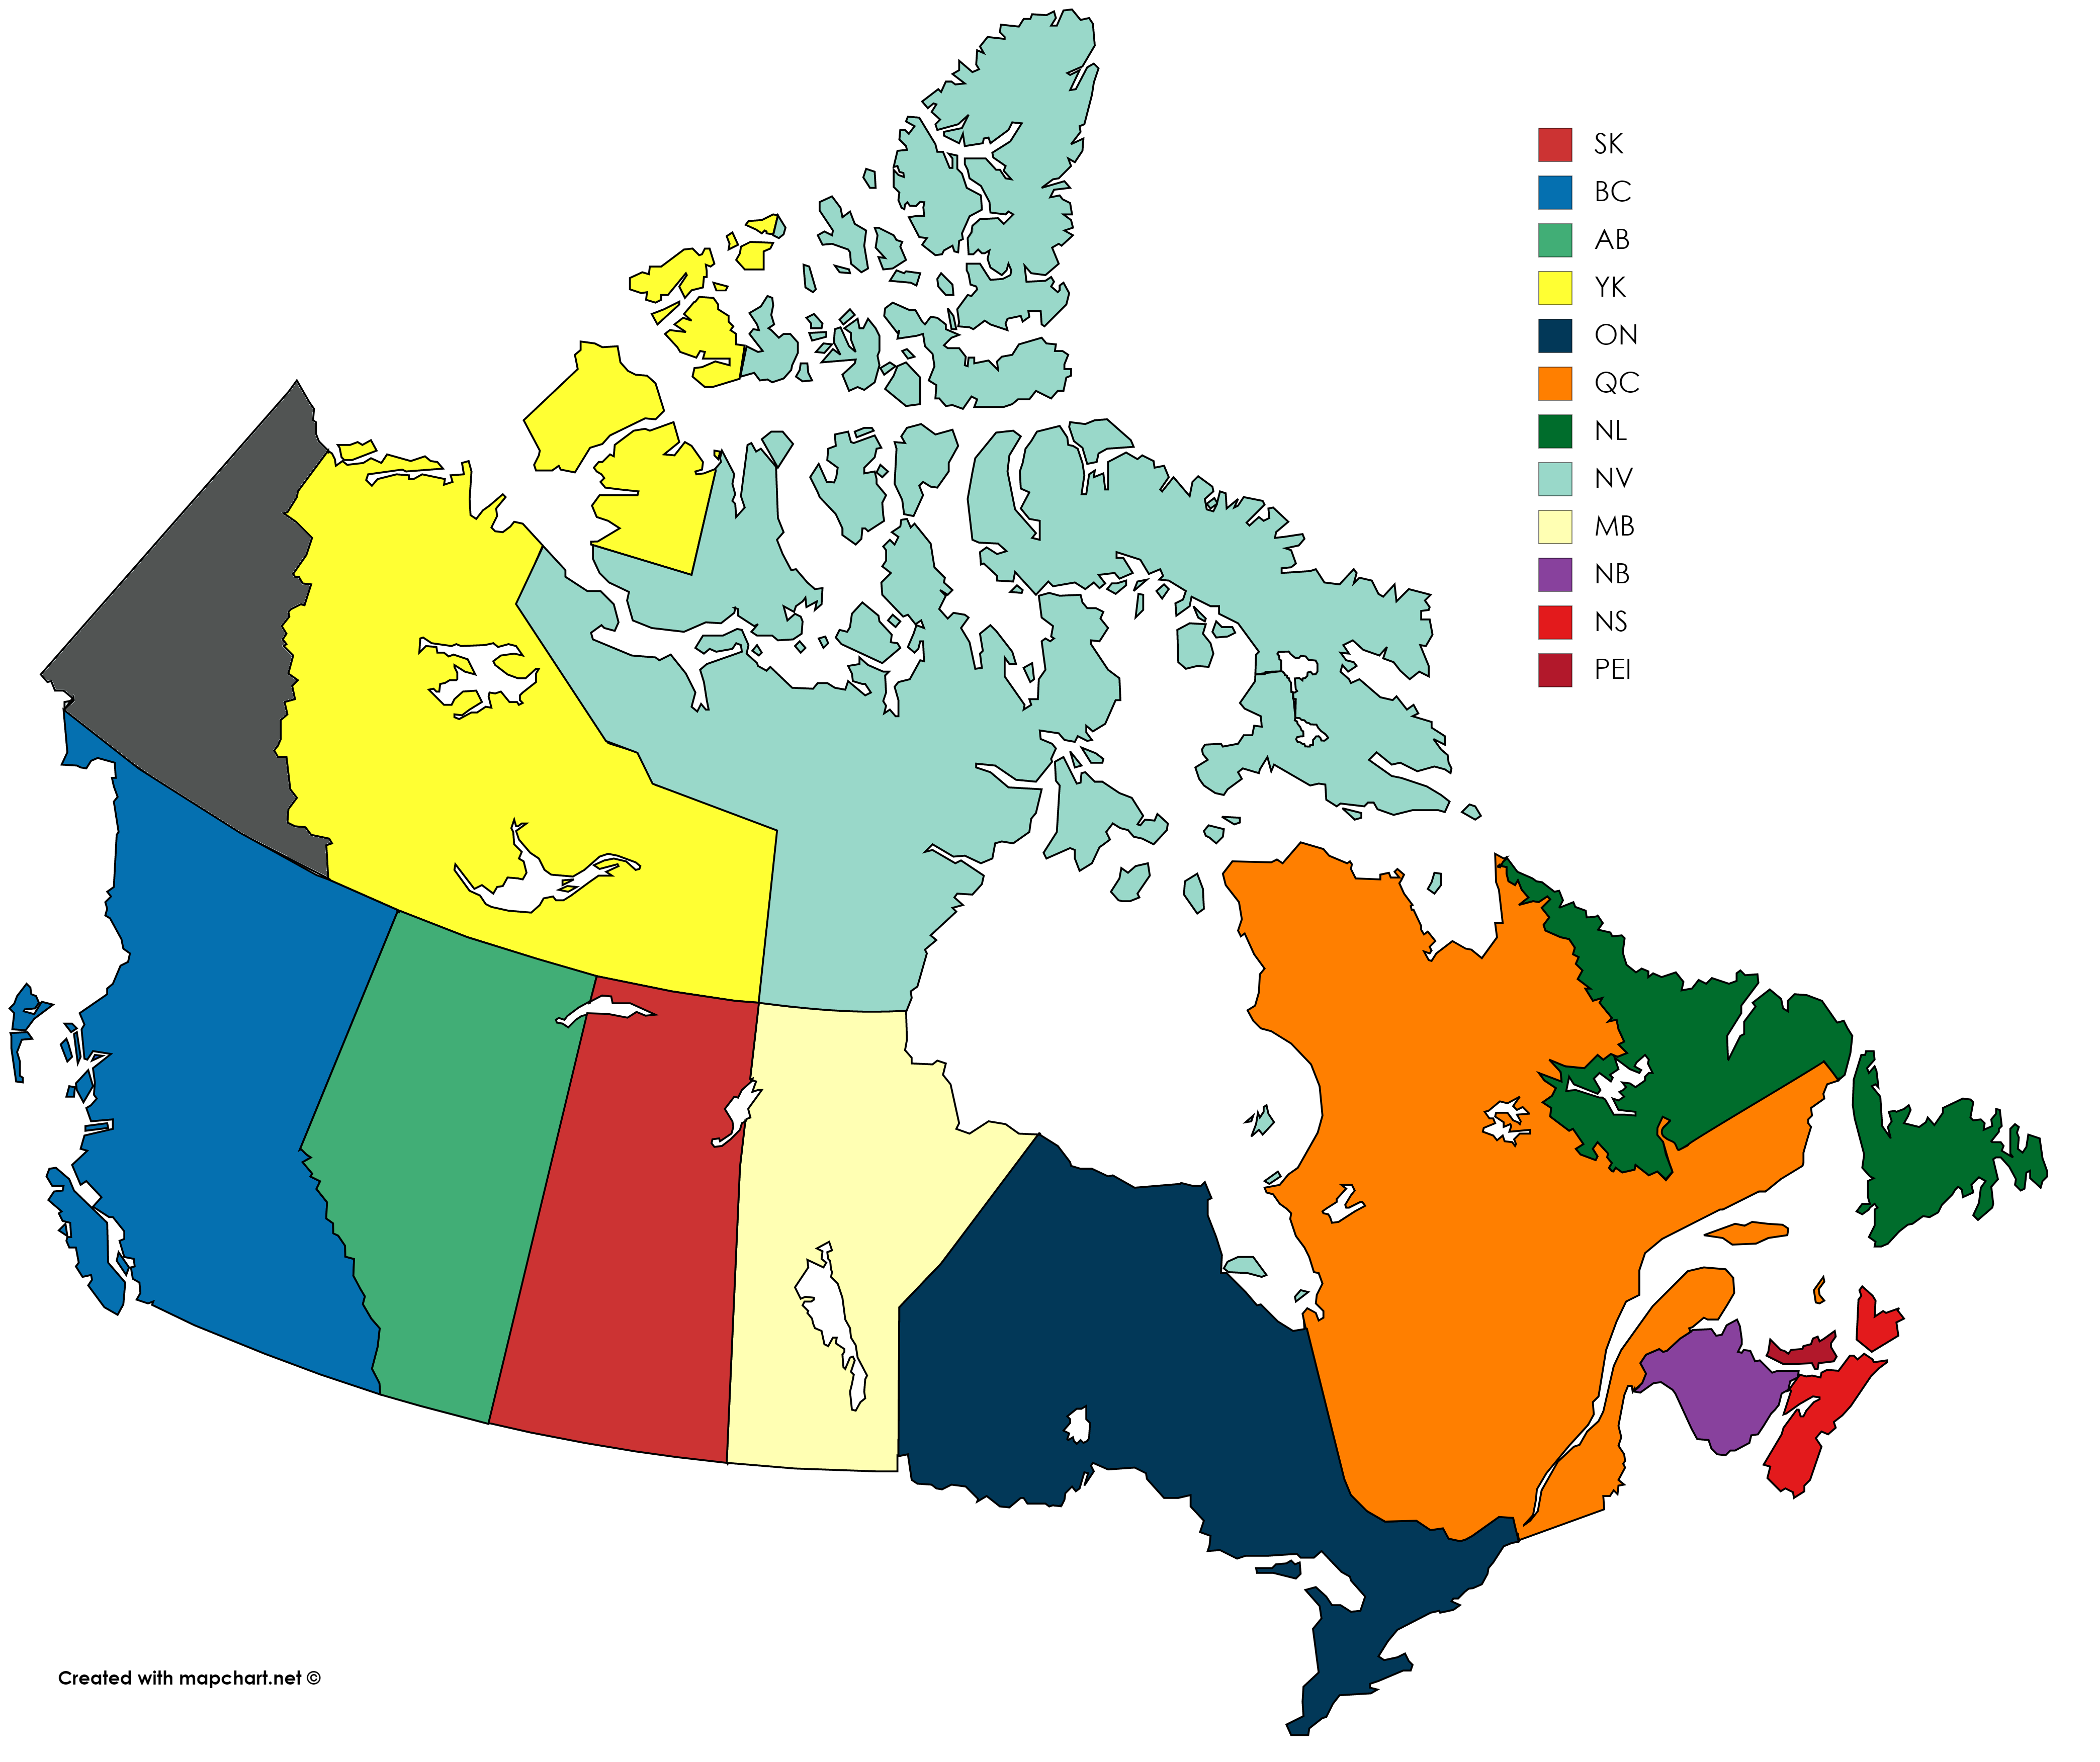 SK
BC
AB
YK
ON
QC
NL
NV
MB
NB
NS
PEI
Created with mapchart.net ©